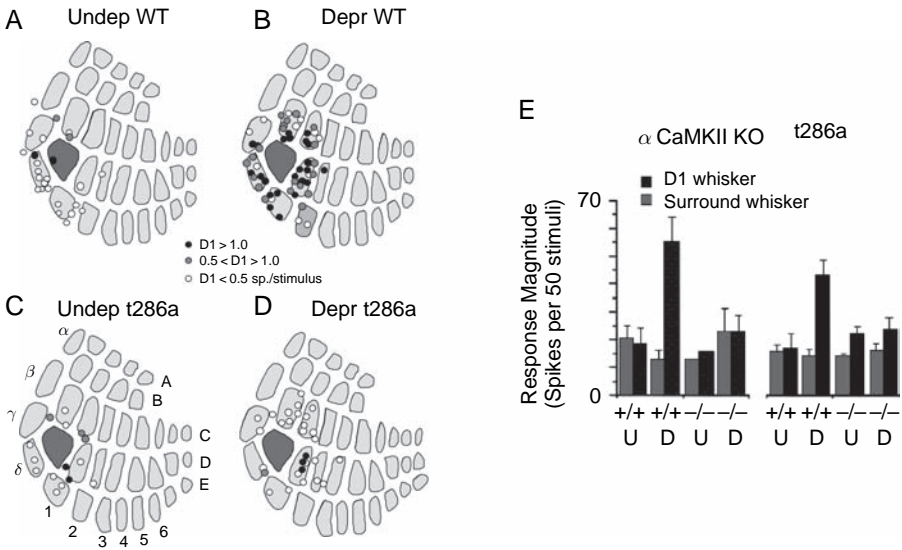 A Undep WT
B Depr WT
D1 > 1.0
0.5 < D1 > 1.0
D1 < 0.5 sp./stimulus
C Undep t286a
α
β
γ
δ
A
B
C
D
E
1 2 3 4 5 6
D Depr t286a
E
α CaMKII KO t286a
D1 whisker
Surround whisker
Response Magnitude
(Spikes per 50 stimuli)
70
0
+/+ +/+ −/− −/− +/+ +/+ −/− −/−
U D U D U D U D